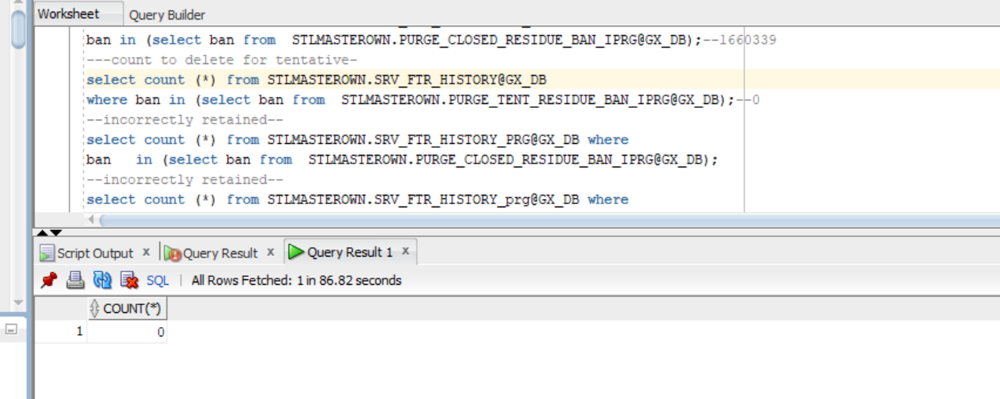 Worksheet Query Builder
ban in (select ban from  STLMASTEROWN.PURGE_CLOSED_RESIDUE_BAN_IPRG@GX_DB);--1660339
---count to delete for tentative-
select count (*) from STLMASTEROWN.SRV_FTR_HISTORY@GX_DB
where ban in (select ban from  STLMASTEROWN.PURGE_TENT_RESIDUE_BAN_IPRG@GX_DB);--0
--incorrectly retained--
select count (*) from STLMASTEROWN.SRV_FTR_HISTORY_PRG@GX_DB where
ban   in (select ban from  STLMASTEROWN.PURGE_CLOSED_RESIDUE_BAN_IPRG@GX_DB);
--incorrectly retained--
select count (*) from STLMASTEROWN.SRV_FTR_HISTORY_prg@GX_DB where
Script Output x Query Result x Query Result 1 x
SQL | All Rows Fetched: 1 in 86.82 seconds
COUNT(*)
1 0